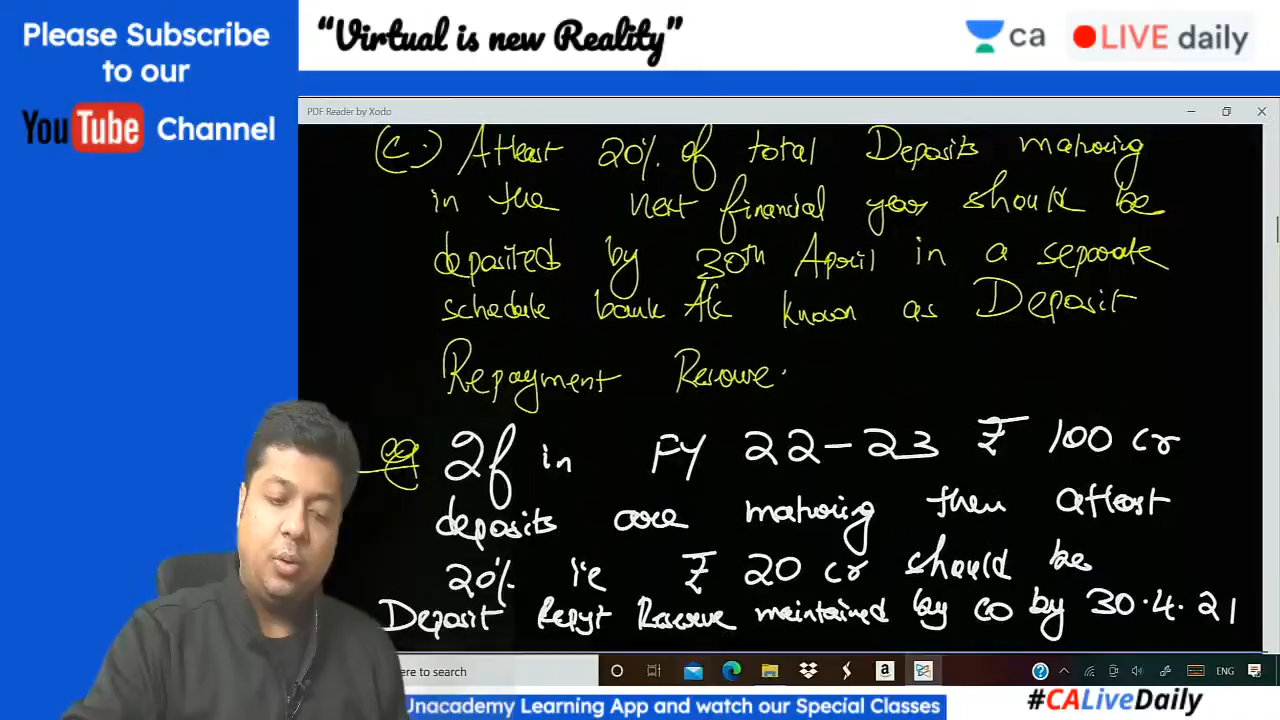 Please Subscribe
to our
YouTube Channel
“Virtual is new Reality”
ca
LIVE daily
PDF Reader by Xodo
(c.) Atleast 20% of total Deposits maturing
in the next financial year should be
deposited by 30th April in a separate
schedule bank A/c known as Deposit
Repayment Reserve.
eg If in FY 22-23 ₹ 100 cr
deposits are maturing then atleast
20% ie ₹ 20 cr should be
Deposit Repyt Reserve maintained by co by 30.4.21
here to search
ENG
Unacademy Learning App and watch our Special Classes
#CALiveDaily